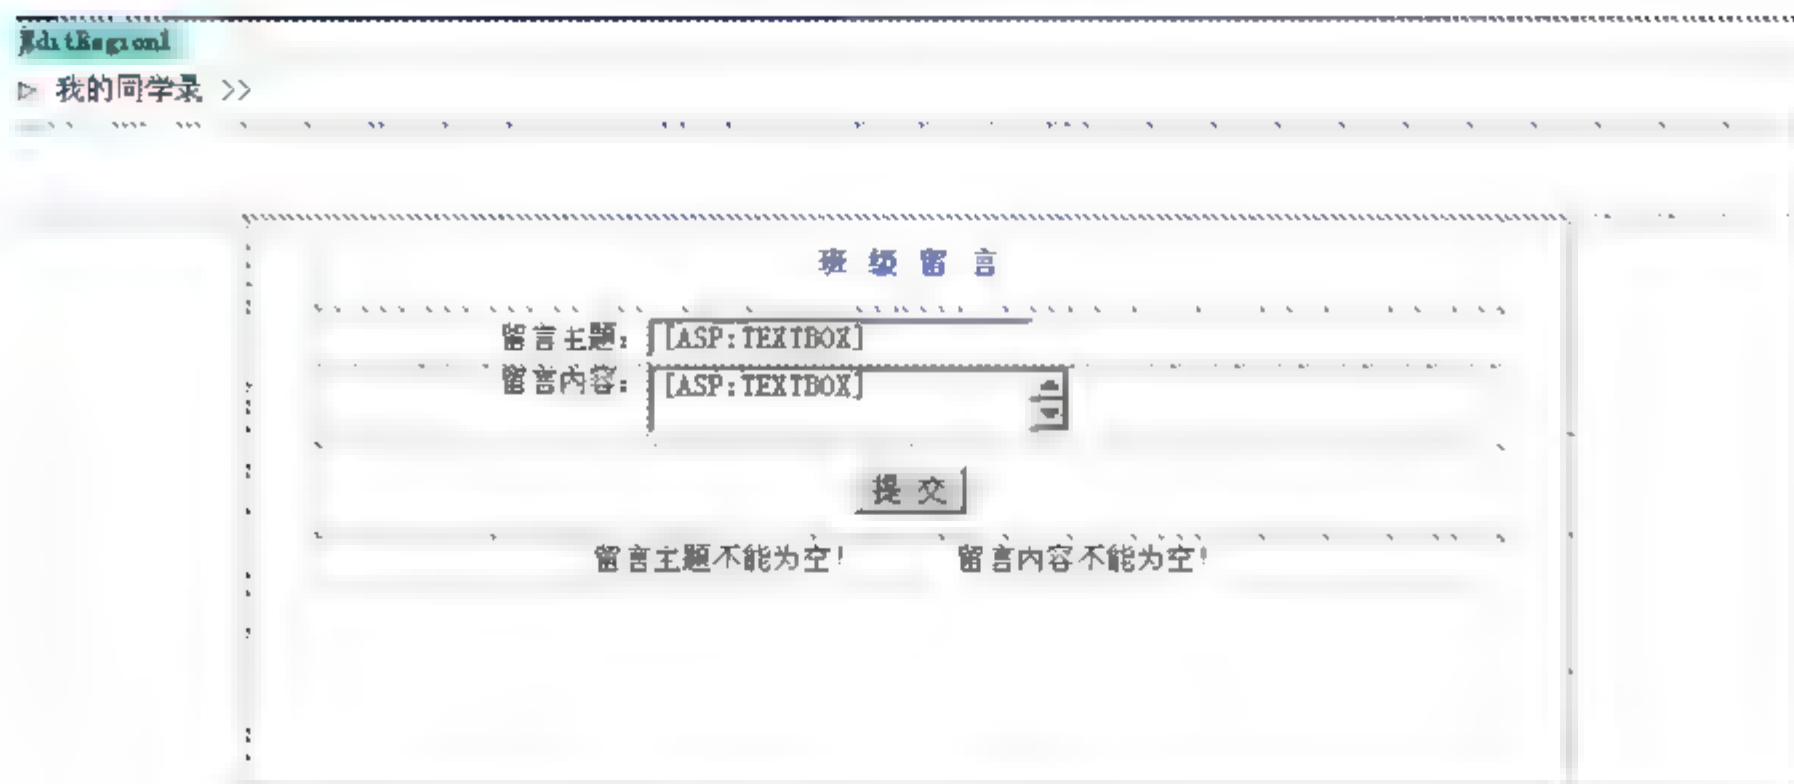 EditRegion1
▷ 我的同学录 >>
班 级 留 言
留言主题: [ASP:TEXTBOX]
留言内容: [ASP:TEXTBOX]
提 交
留言主题不能为空! 留言内容不能为空!